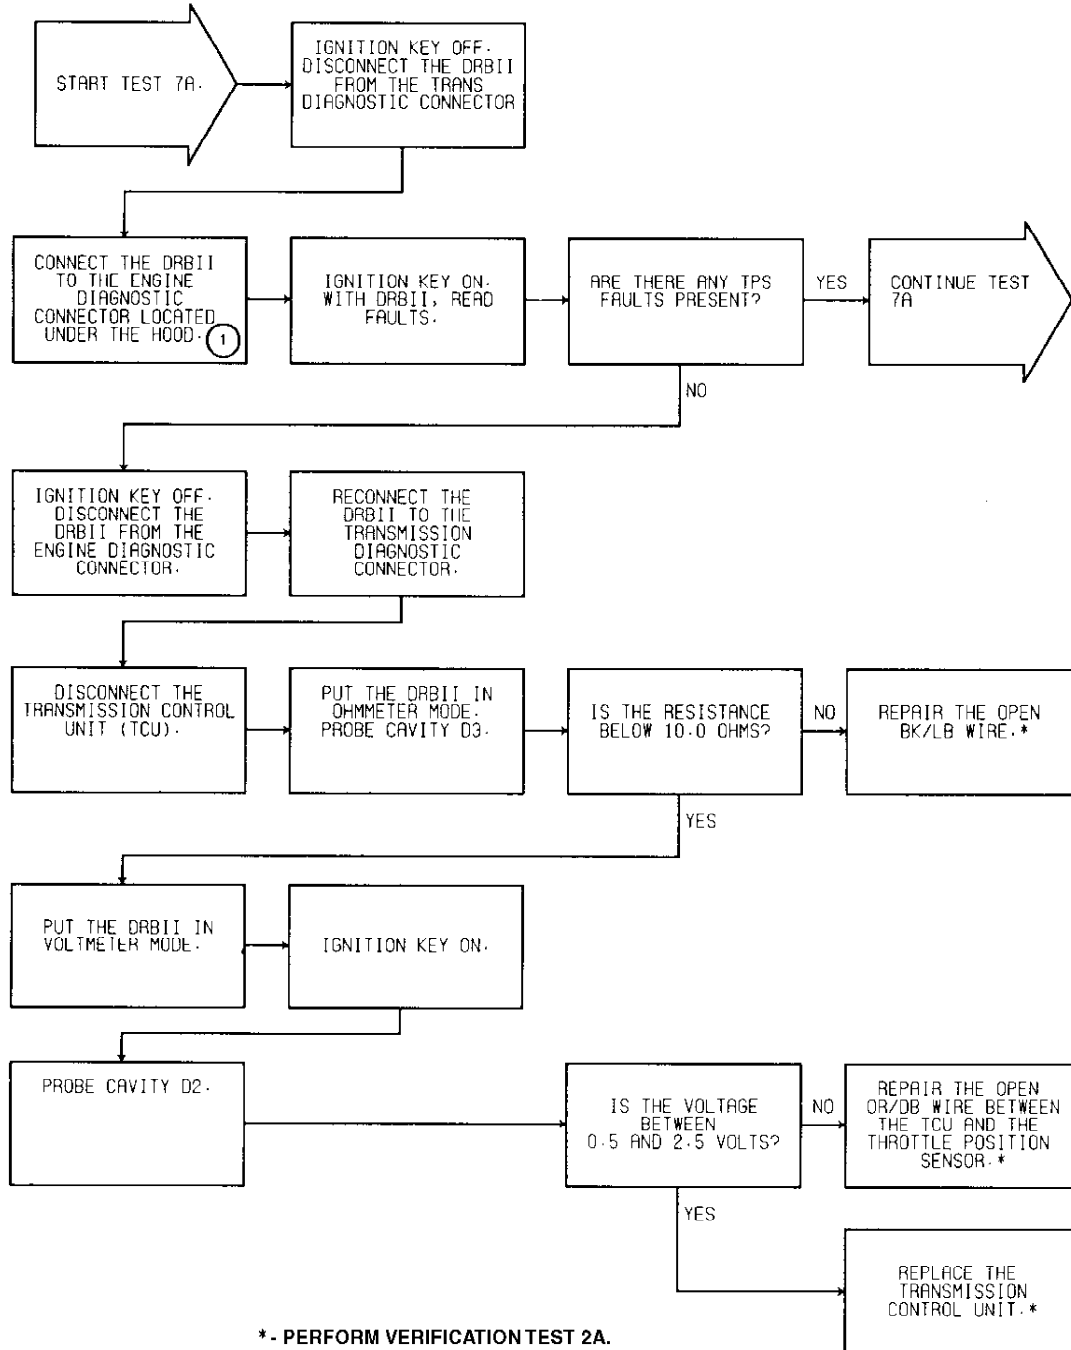 START TEST 7A.
IGNITION KEY OFF.
DISCONNECT THE DRBII
FROM THE TRANS
DIAGNOSTIC CONNECTOR
CONNECT THE DRBII
TO THE ENGINE
DIAGNOSTIC
CONNECTOR LOCATED
UNDER THE HOOD.
1
IGNITION KEY ON.
WITH DRBII, READ
FAULTS.
ARE THERE ANY TPS
FAULTS PRESENT?
YES
CONTINUE TEST
7A
NO
IGNITION KEY OFF.
DISCONNECT THE
DRBII FROM THE
ENGINE DIAGNOSTIC
CONNECTOR.
RECONNECT THE
DRBII TO THE
TRANSMISSION
DIAGNOSTIC
CONNECTOR.
DISCONNECT THE
TRANSMISSION CONTROL
UNIT (TCU).
PUT THE DRBII IN
OHMMETER MODE.
PROBE CAVITY D3.
IS THE RESISTANCE
BELOW 10.0 OHMS?
NO
REPAIR THE OPEN
BK/LB WIRE.*
YES
PUT THE DRBII IN
VOLTMETER MODE.
IGNITION KEY ON.
PROBE CAVITY D2.
IS THE VOLTAGE
BETWEEN
0.5 AND 2.5 VOLTS?
NO
REPAIR THE OPEN
OR/DB WIRE BETWEEN
THE TCU AND THE
THROTTLE POSITION
SENSOR.*
YES
REPLACE THE
TRANSMISSION
CONTROL UNIT.*
*- PERFORM VERIFICATION TEST 2A.